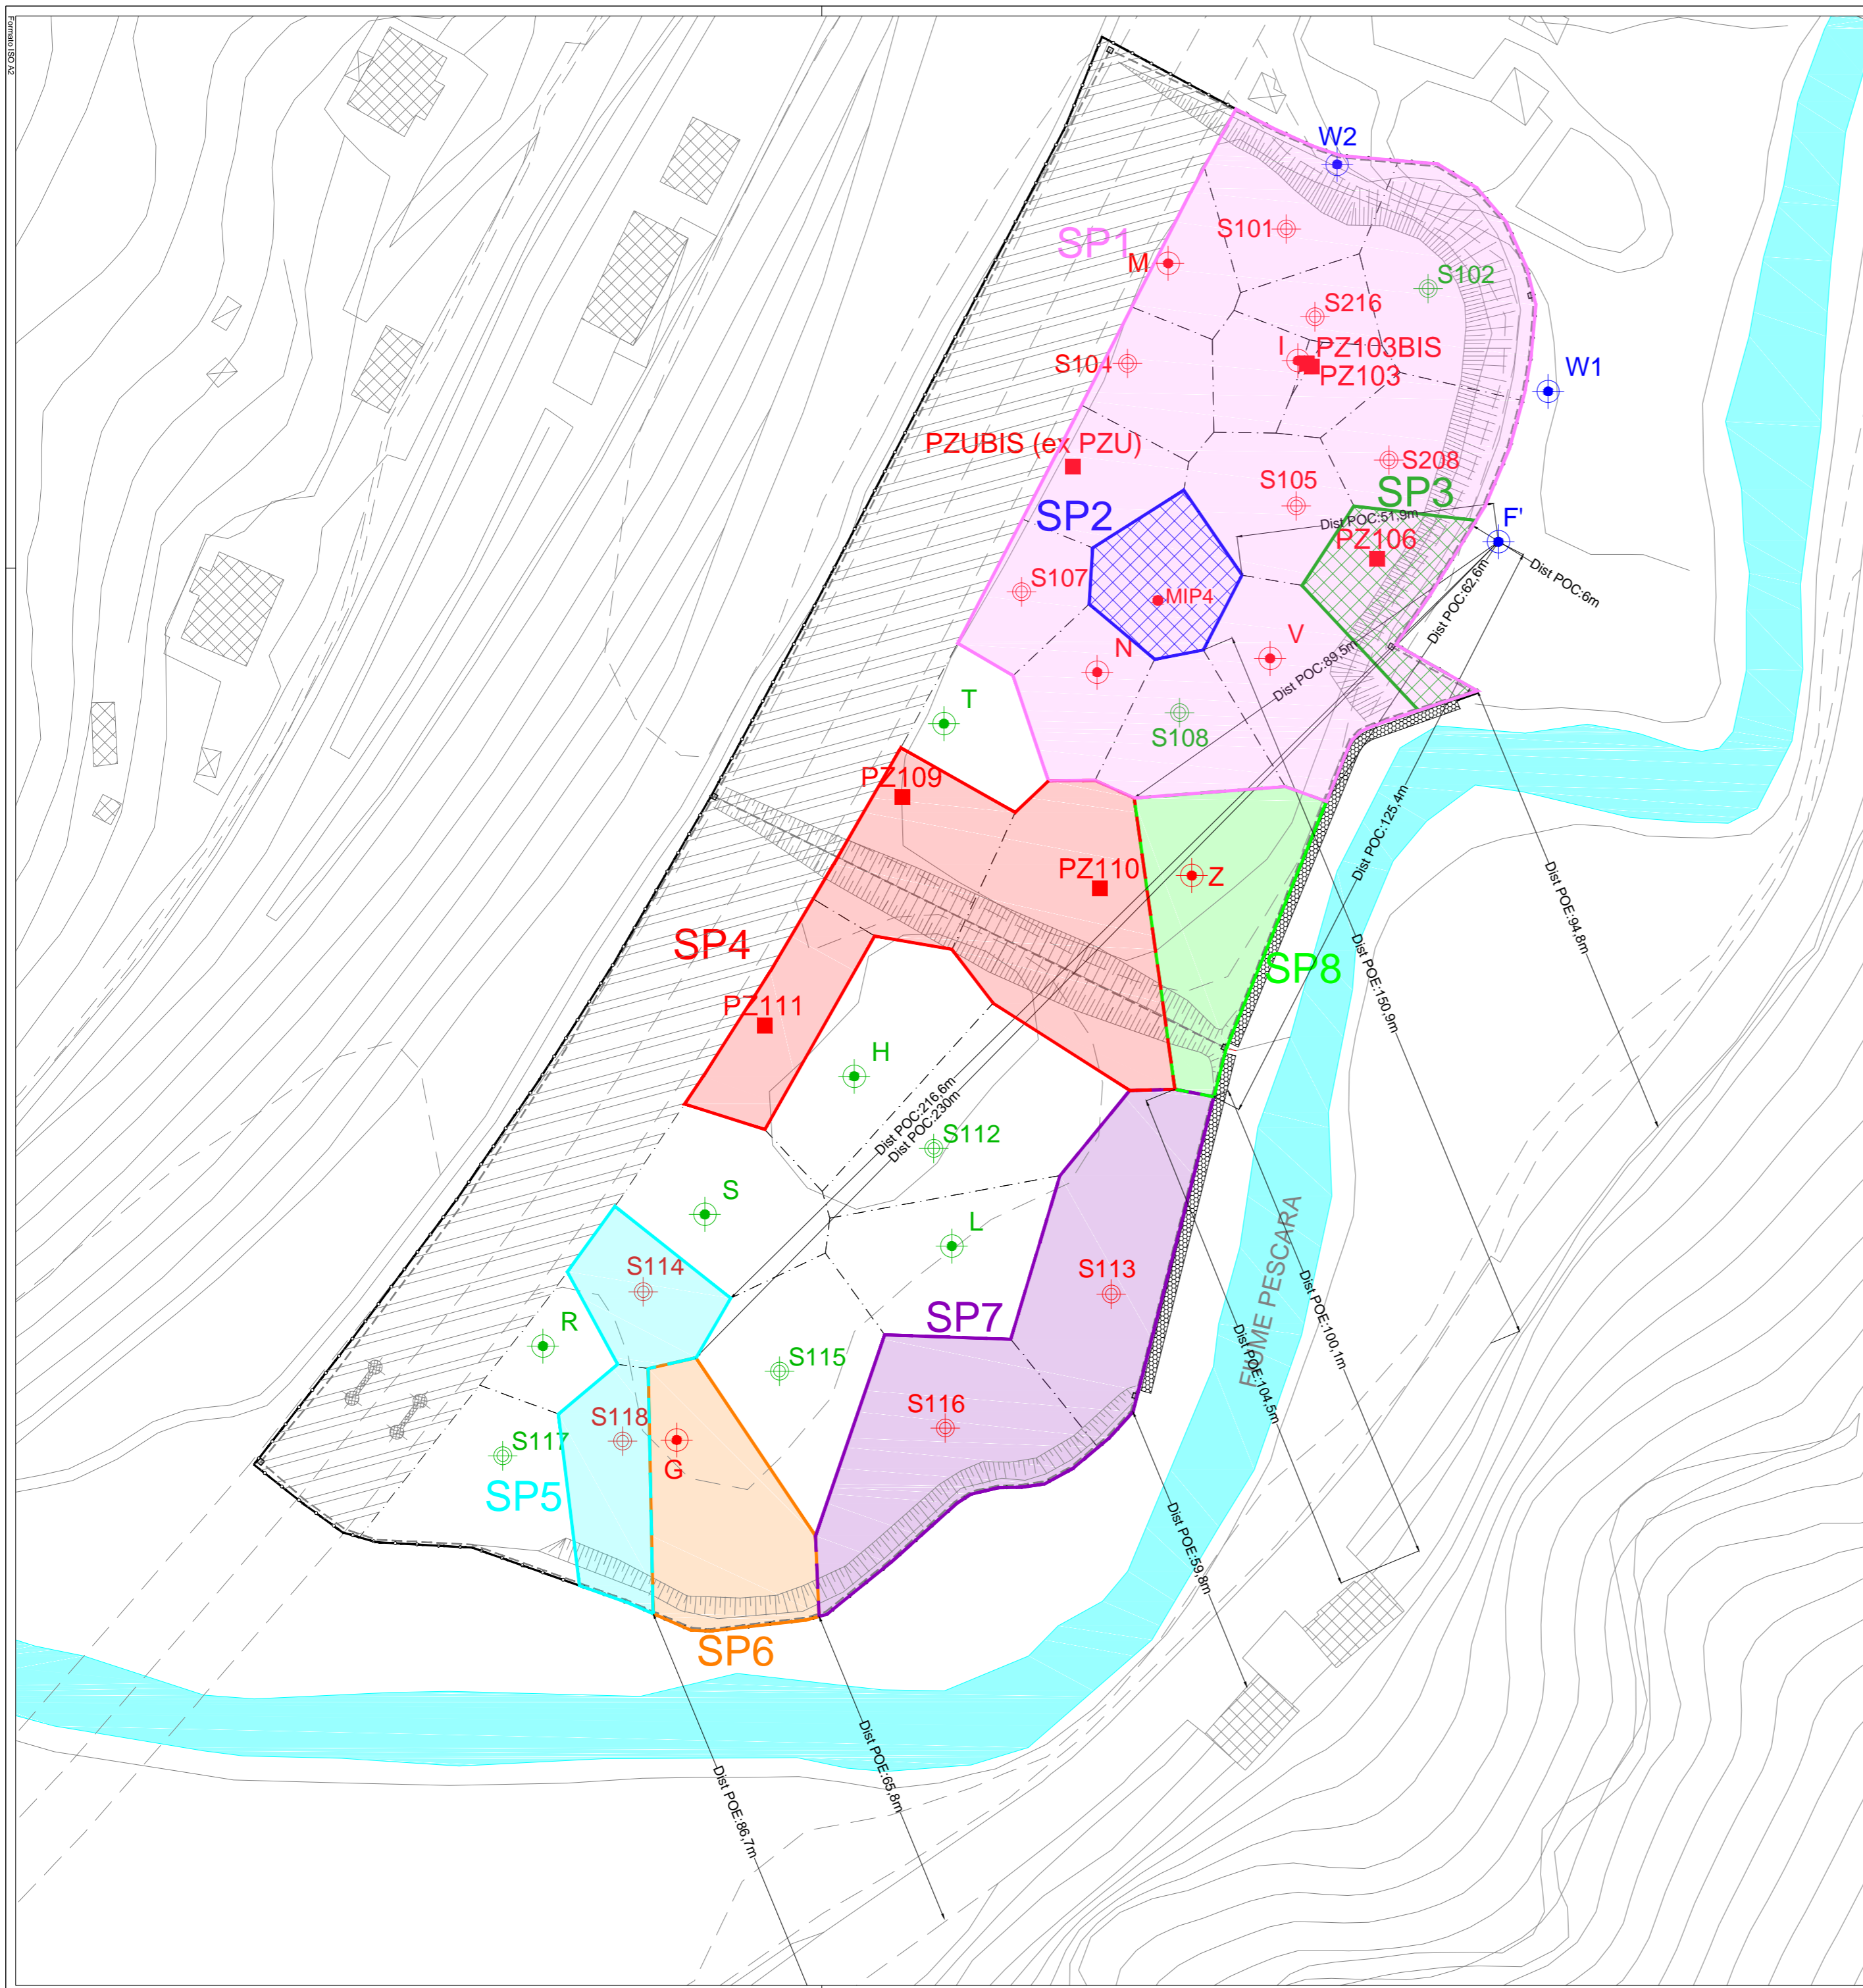 Formato ISO A2
W2
S101
SP1
M
S102
S216
I
PZ103BIS
PZ103
S104
W1
PZUBIS (ex PZU)
S208
S105
SP3
SP2
Dist POC:51,9m
F'
PZ106
Dist POC:6m
Dist POC:62,6m
S107
MIP4
N
V
Dist POC:89,5m
T
S108
PZ109
Dist POC:125,4m
PZ110
Z
Dist POE:94,8m
SP4
SP8
Dist POE:150,9m
PZ111
H
Dist POC:216,6m
Dist POC:230m
S112
S
L
FIUME PESCARA
S114
S113
SP7
R
Dist POE:100,1m
Dist POE:104,5m
S115
S116
S118
S117
G
SP5
Dist POE:59,8m
SP6
Dist POE:65,8m
Dist POE:86,7m